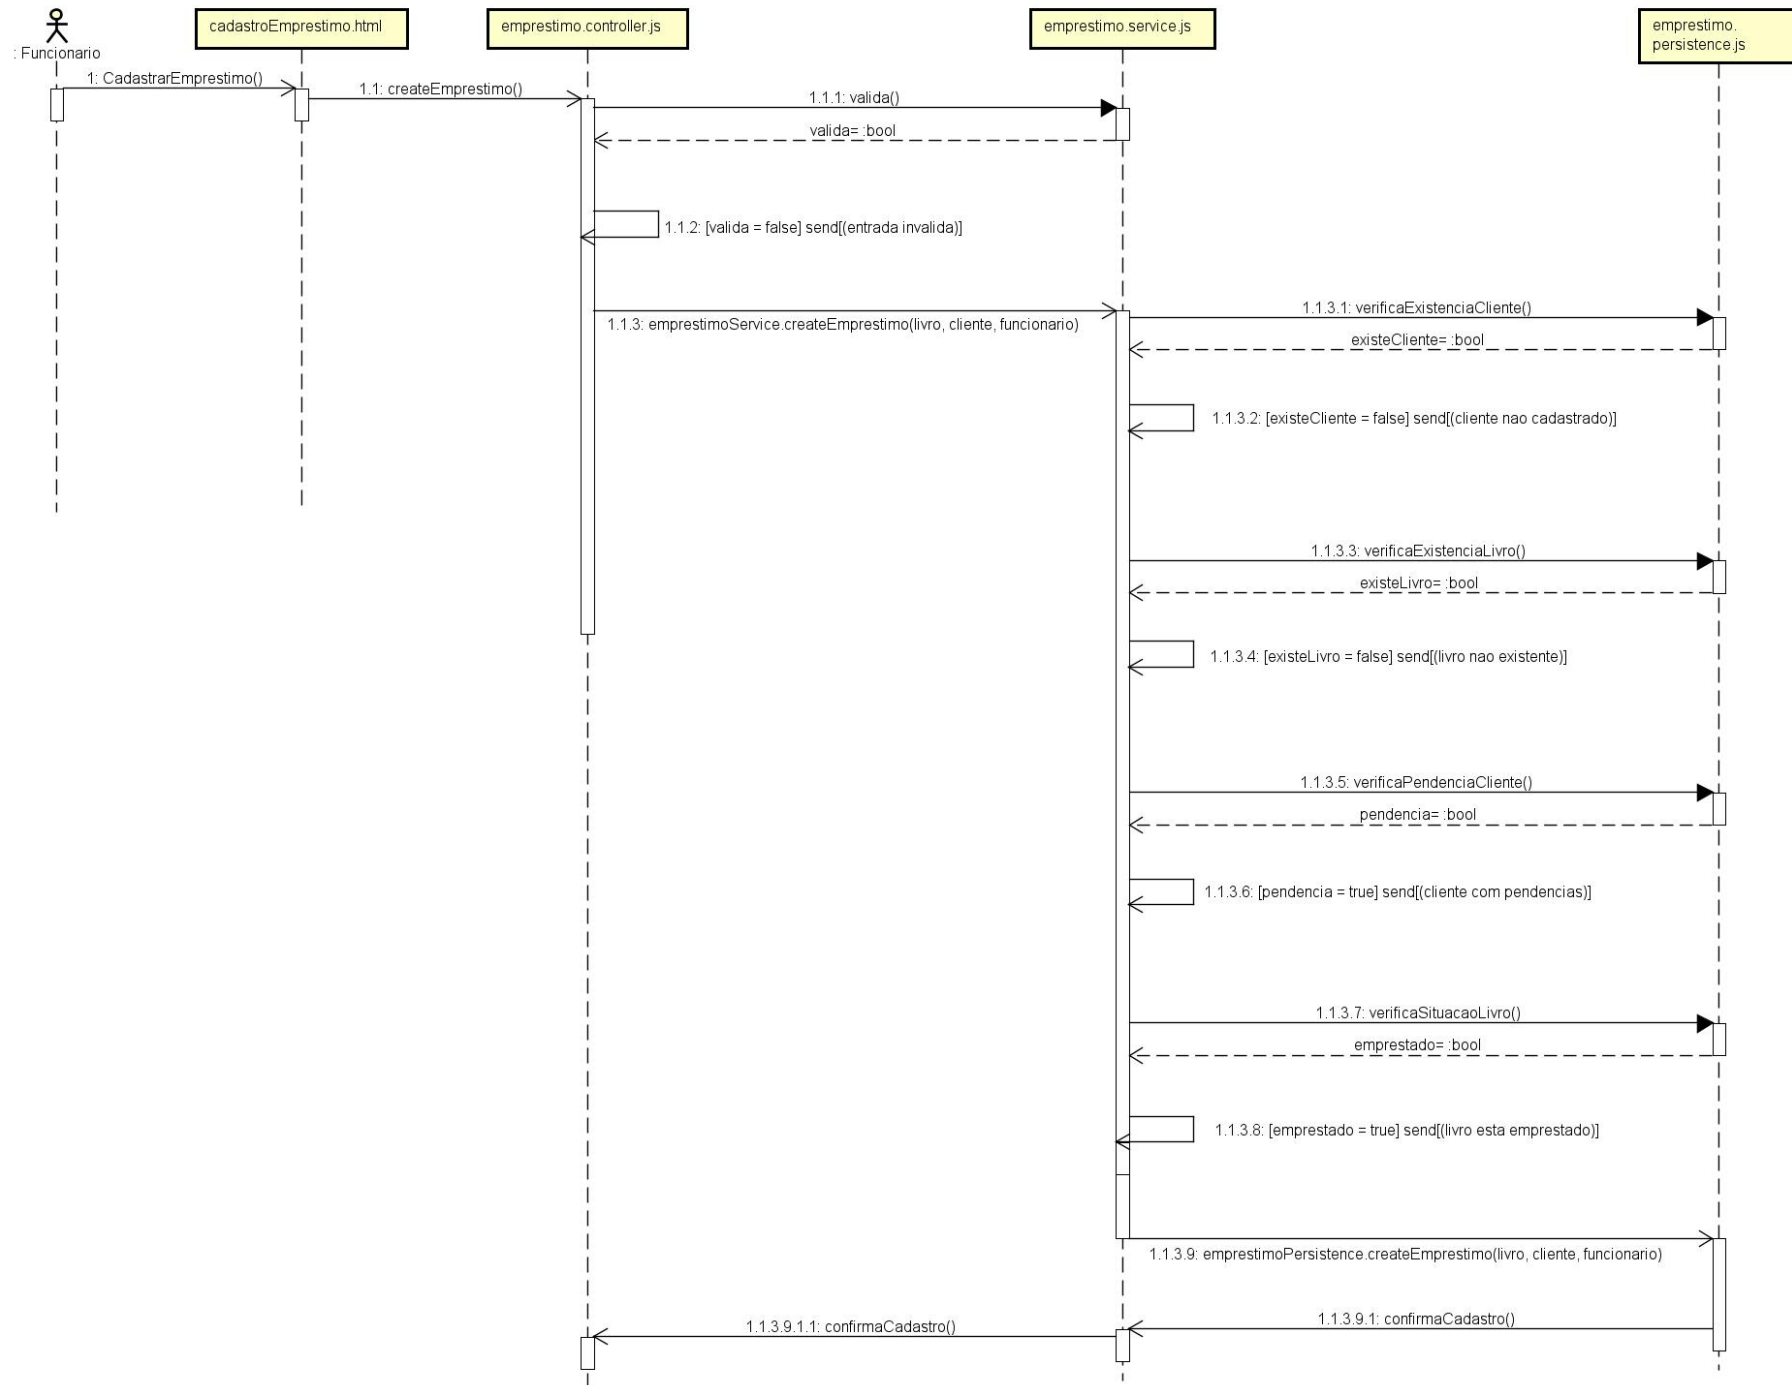 : Funcionario
cadastroEmprestimo.html
emprestimo.controller.js
emprestimo.service.js
emprestimo.
persistence.js
1: CadastrarEmprestimo()
1.1: createEmprestimo()
1.1.1: valida()
valida= :bool
1.1.2: [valida = false] send[(entrada invalida)]
1.1.3: emprestimoService.createEmprestimo(livro, cliente, funcionario)
1.1.3.1: verificaExistenciaCliente()
existeCliente= :bool
1.1.3.2: [existeCliente = false] send[(cliente nao cadastrado)]
1.1.3.3: verificaExistenciaLivro()
existeLivro= :bool
1.1.3.4: [existeLivro = false] send[(livro nao existente)]
1.1.3.5: verificaPendenciaCliente()
pendencia= :bool
1.1.3.6: [pendencia = true] send[(cliente com pendencias)]
1.1.3.7: verificaSituacaoLivro()
emprestado= :bool
1.1.3.8: [emprestado = true] send[(livro esta emprestado)]
1.1.3.9: emprestimoPersistence.createEmprestimo(livro, cliente, funcionario)
1.1.3.9.1: confirmaCadastro()
1.1.3.9.1.1: confirmaCadastro()